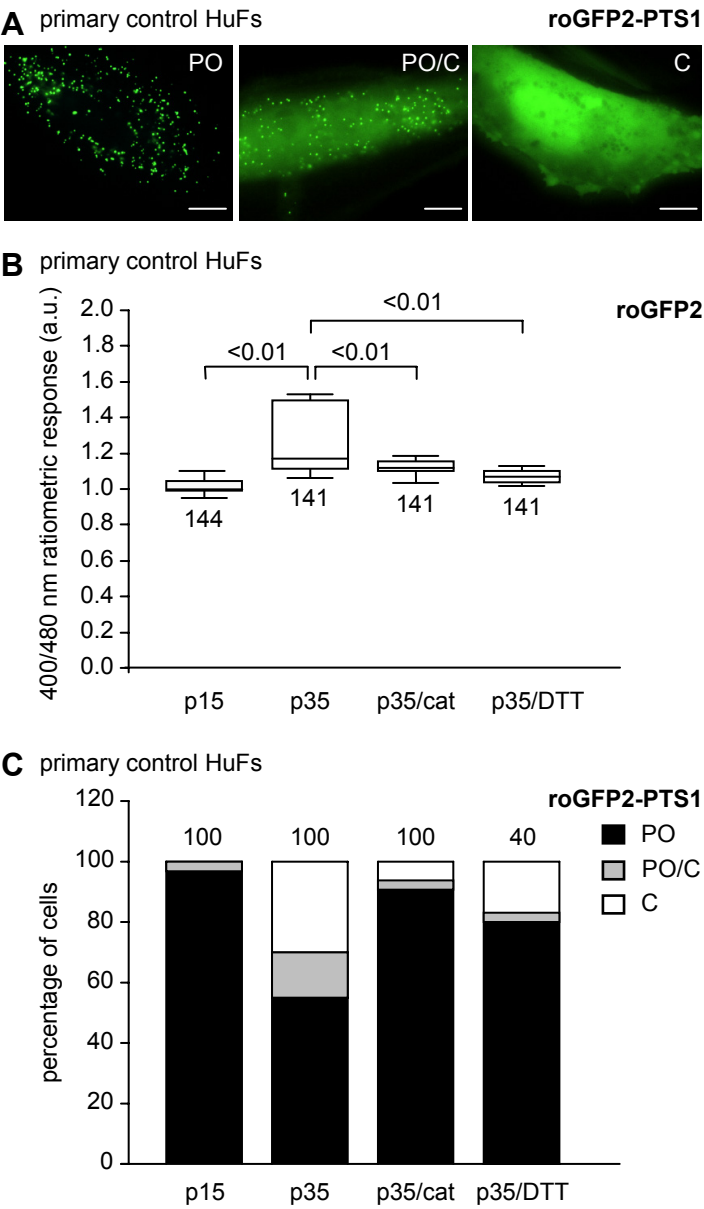 A primary control HuFs roGFP2-PTS1
PO PO/C C
B primary control HuFs
roGFP2
400/480 nm ratiometric response (a.u.)
2.0
1.8
1.6
1.4
1.2
1.0
0.8
0.6
0.4
0.2
0.0
<0.01
<0.01 <0.01
144 141 141 141
p15 p35 p35/cat p35/DTT
C primary control HuFs
roGFP2-PTS1
percentage of cells
120
100
80
60
40
20
0
100 100 100 40
PO
PO/C
C
p15 p35 p35/cat p35/DTT